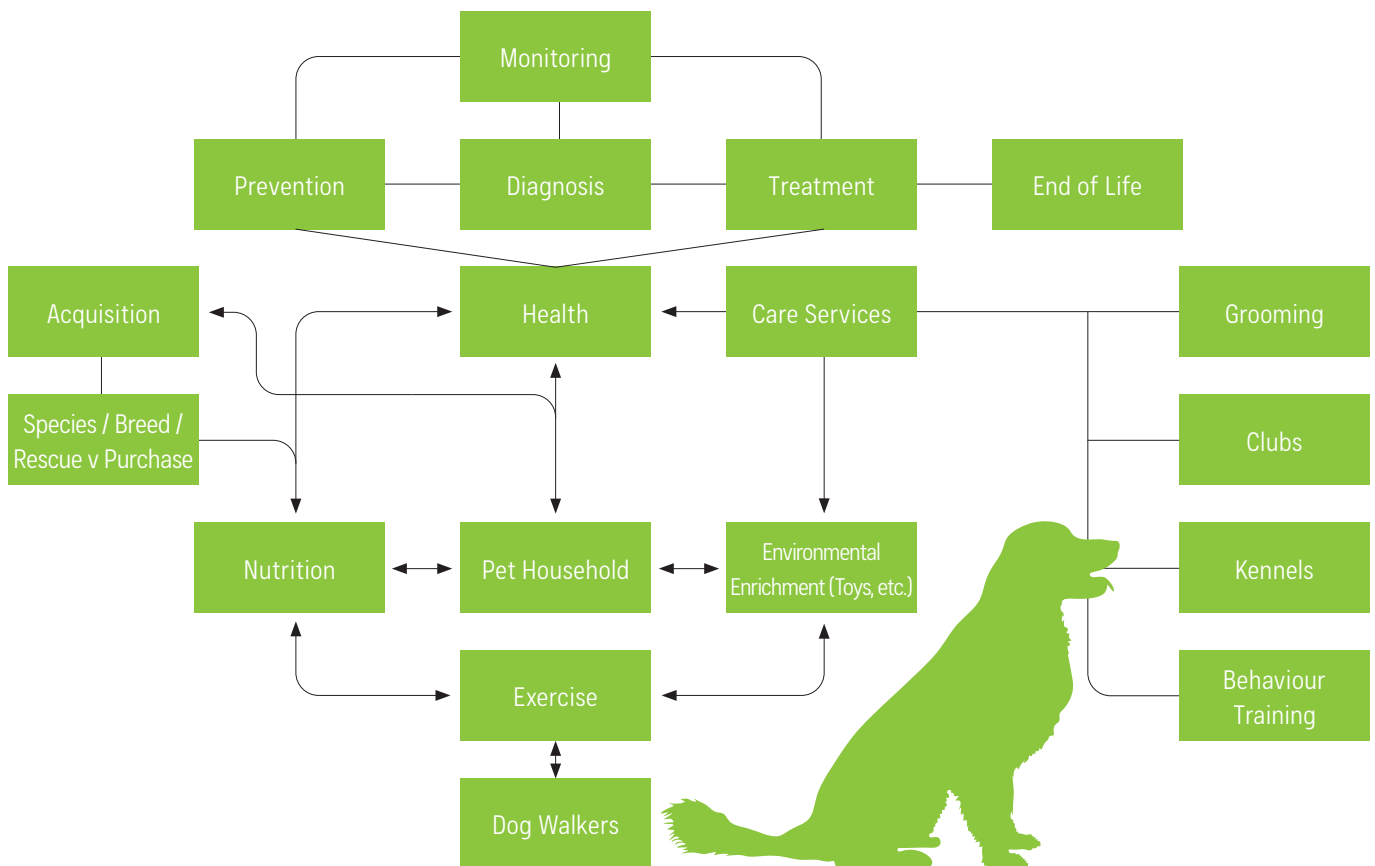 Monitoring
Prevention
Diagnosis
Treatment
End of Life
Acquisition
Health
Care Services
Grooming
Species / Breed /
Rescue v Purchase
Clubs
Nutrition
Pet Household
Environmental
Enrichment (Toys, etc.)
Kennels
Exercise
Behaviour
Training
Dog Walkers